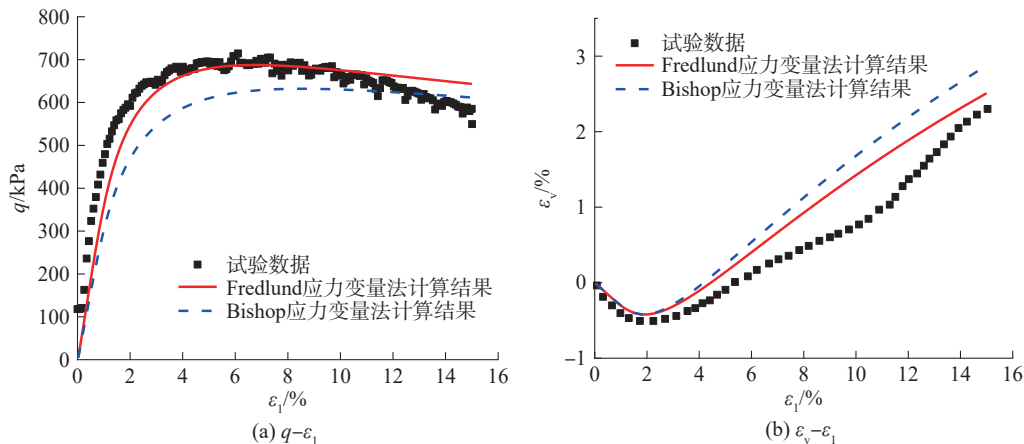 800
700
600
500
400
300
200
100
0
q/kPa
试验数据
Fredlund应力变量法计算结果
Bishop应力变量法计算结果
0 2 4 6 8 10 12 14 16
ε₁/%
(a) q–ε₁
3
2
1
0
−1
εᵥ/%
试验数据
Fredlund应力变量法计算结果
Bishop应力变量法计算结果
0 2 4 6 8 10 12 14 16
ε₁/%
(b) εᵥ–ε₁